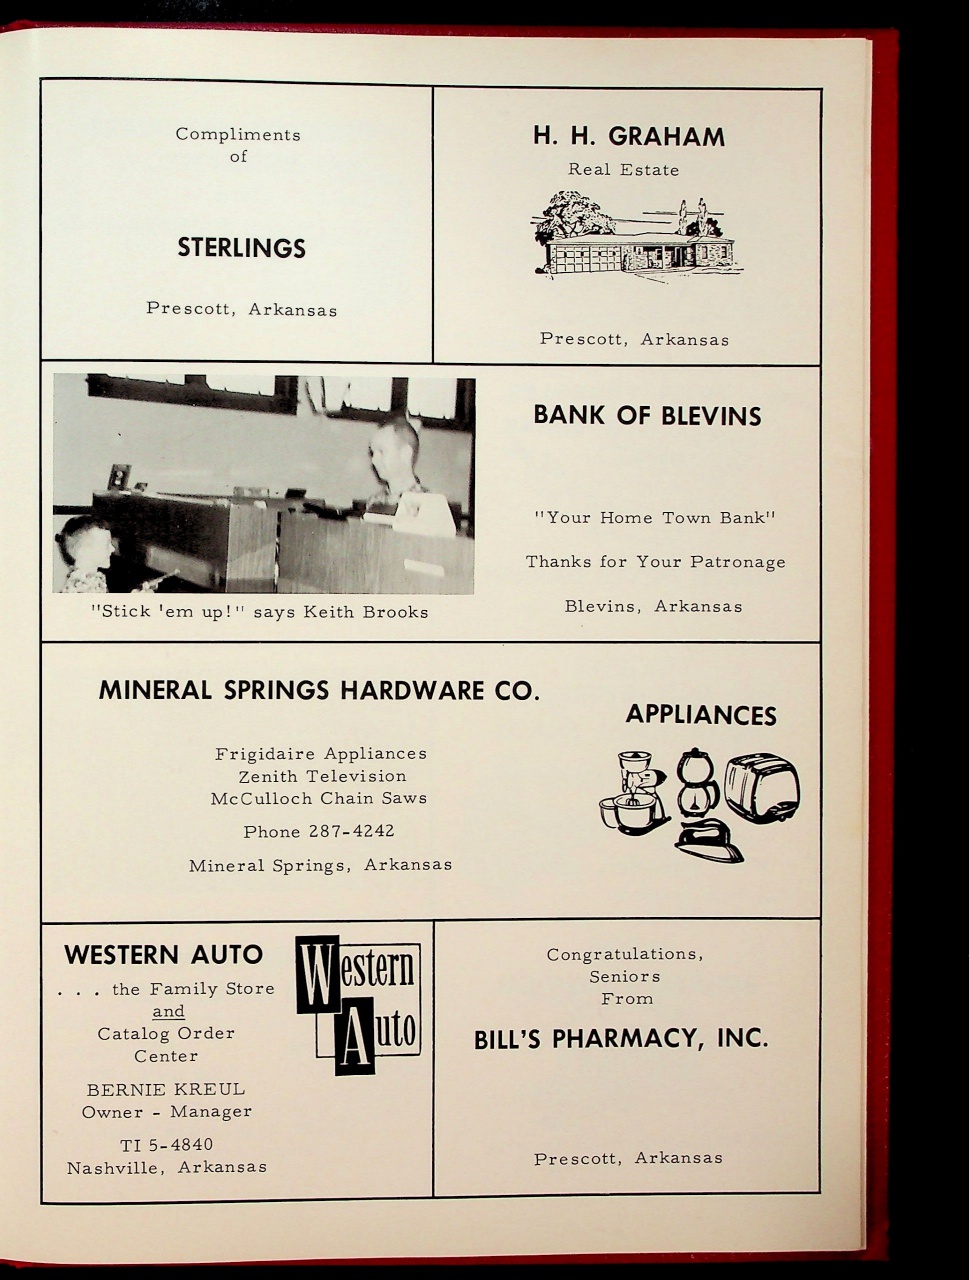 Compliments
of
STERLINGS
Prescott, Arkansas
H. H. GRAHAM
Real Estate
Prescott, Arkansas
"Stick 'em up!" says Keith Brooks
BANK OF BLEVINS
"Your Home Town Bank"
Thanks for Your Patronage
Blevins, Arkansas
MINERAL SPRINGS HARDWARE CO.
Frigidaire Appliances
Zenith Television
McCulloch Chain Saws
Phone 287-4242
Mineral Springs, Arkansas
APPLIANCES
WESTERN AUTO
. . . the Family Store
and
Catalog Order
Center
BERNIE KREUL
Owner - Manager
TI 5-4840
Nashville, Arkansas
Western
Auto
Congratulations,
Seniors
From
BILL'S PHARMACY, INC.
Prescott, Arkansas